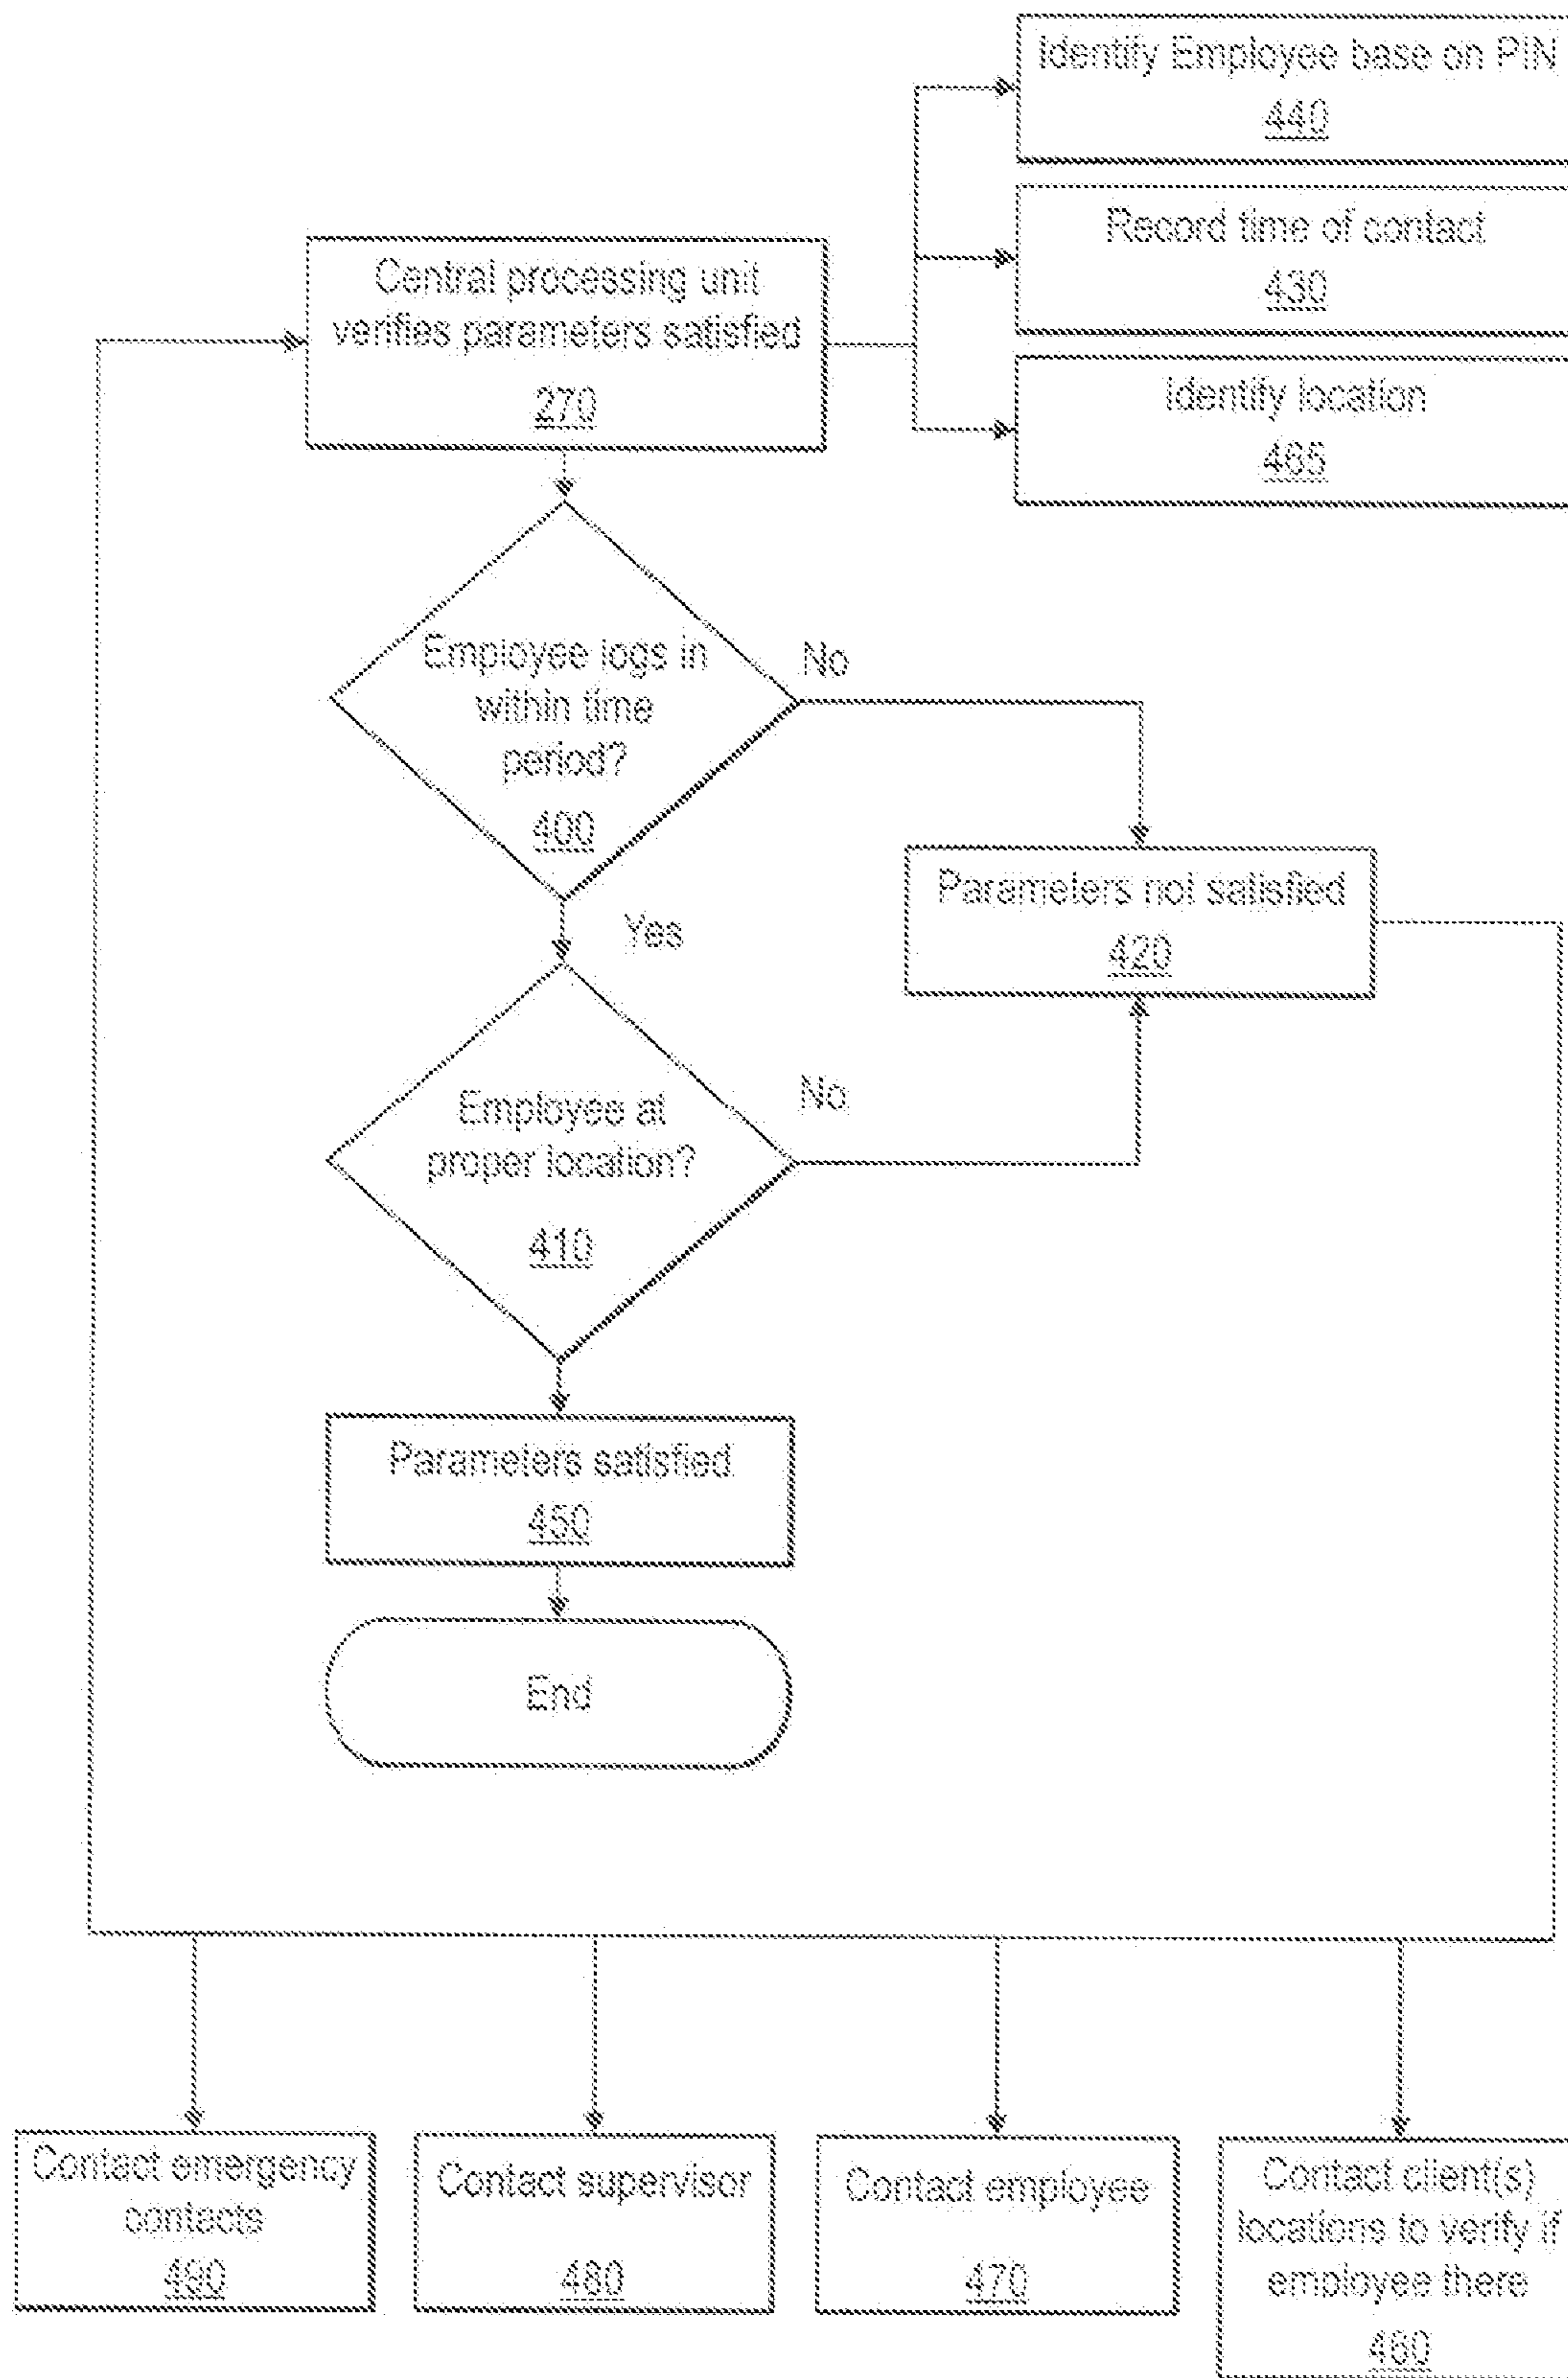 Identify Employee base on PIN
440
Record time of contact
430
Identify location
465
Central processing unit
verifies parameters satisfied
270
Employee logs in
within time
period?
400
No
Yes
Parameters not satisfied
420
Employee at
proper location?
410
No
Parameters satisfied
450
End
Contact emergency
contacts
490
Contact supervisor
480
Contact employee
470
Contact client(s)
locations to verify if
employee there
460